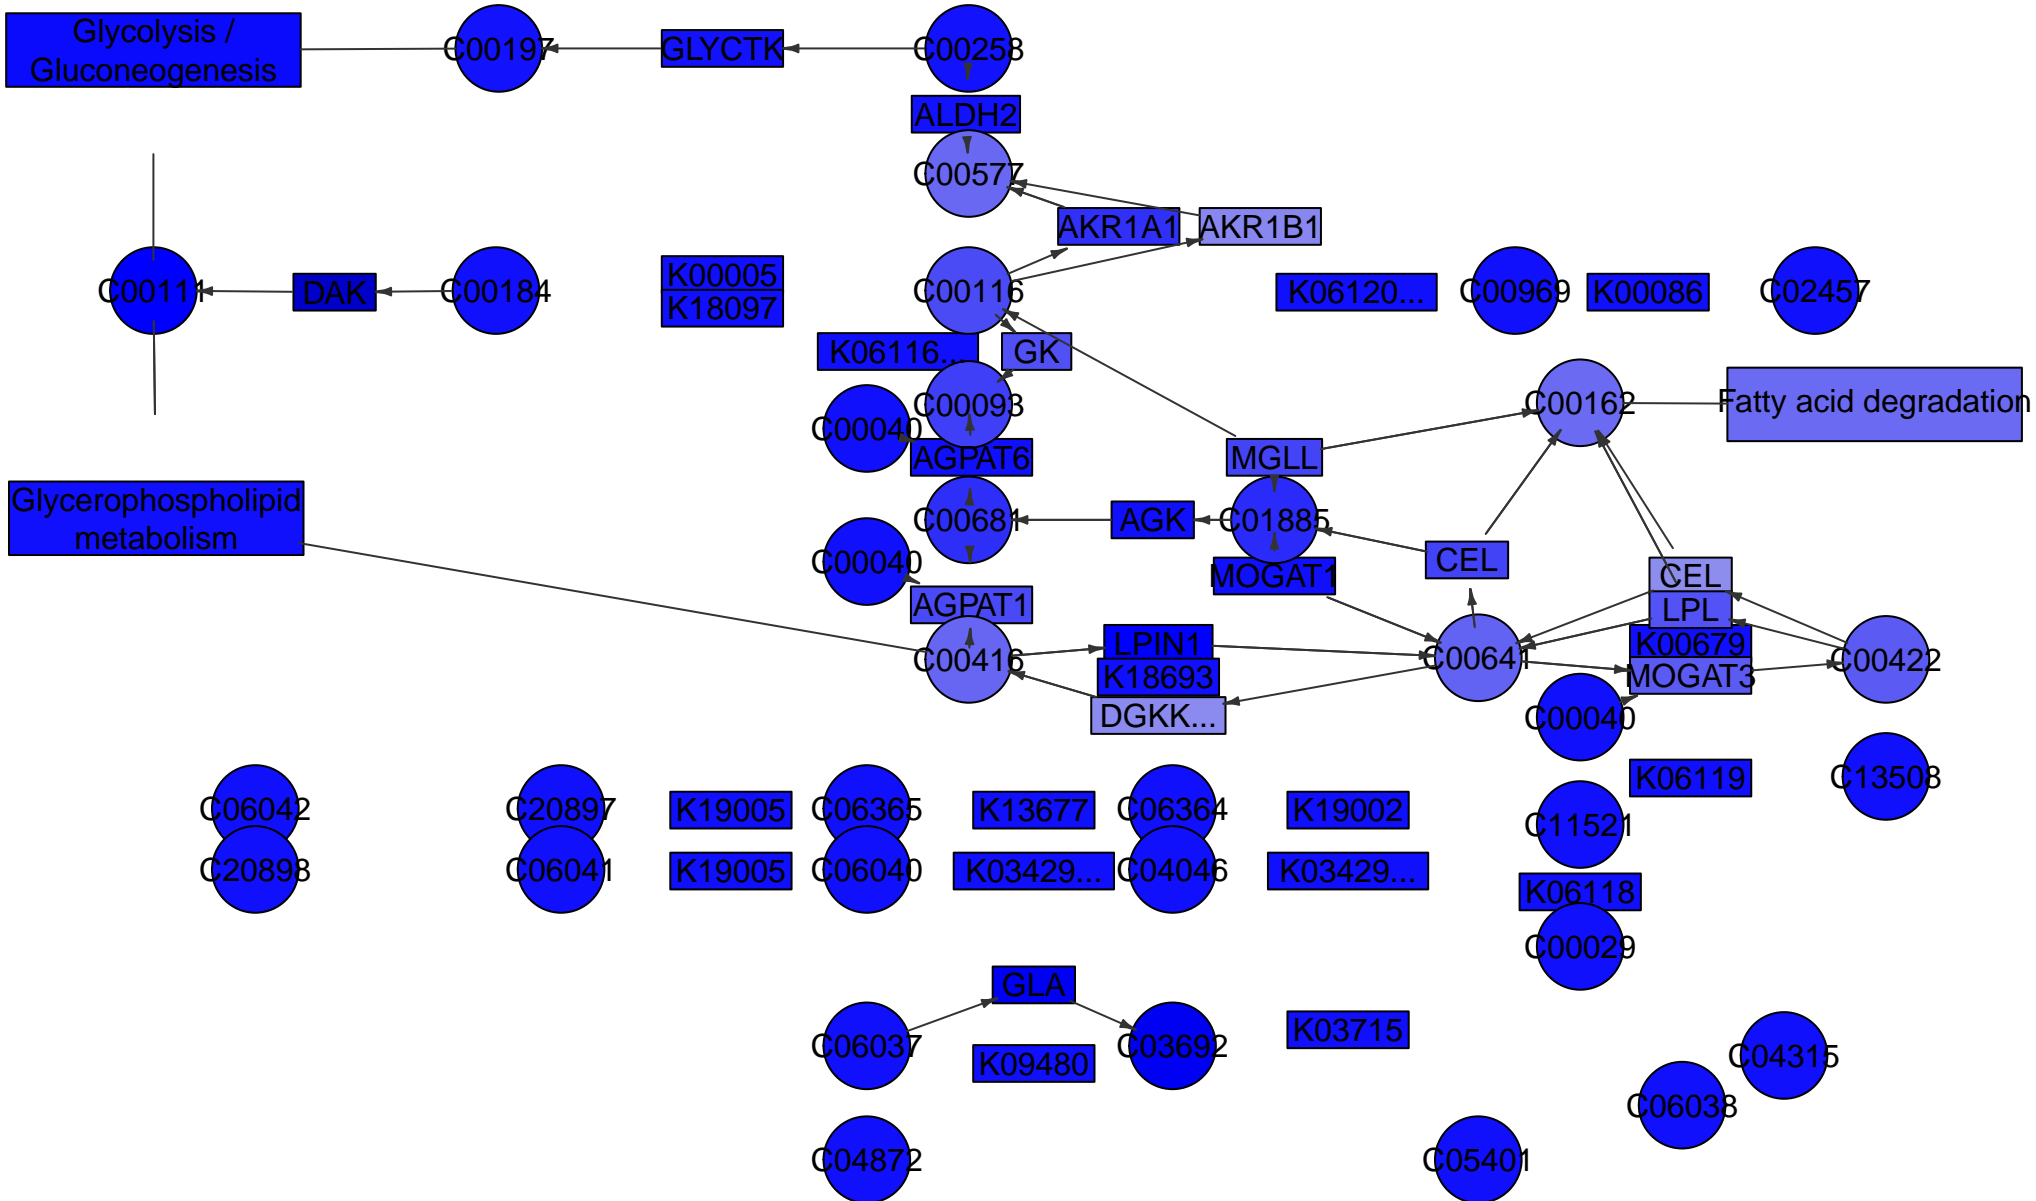 Glycolysis /
Gluconeogenesis
C00197
GLYCTK
C00258
ALDH2
C00577
AKR1A1
AKR1B1
C00111
DAK
C00184
K00005
K18097
C00116
K06120...
C00969
K00086
C02457
K06116...
GK
C00093
C00040
AGPAT6
MGLL
C00162
Fatty acid degradation
Glycerophospholipid
metabolism
C00681
AGK
C01885
C00040
MOGAT1
CEL
CEL
AGPAT1
LPL
C00416
LPIN1
K18693
DGKK...
C00641
K00679
MOGAT3
C00422
C00040
K06119
C13508
C06042
C20897
K19005
C06365
K13677
C06364
K19002
C11521
C20898
C06041
K19005
C06040
K03429...
C04046
K03429...
K06118
C00029
GLA
C06037
K09480
C03692
K03715
C04315
C06038
C04872
C05401